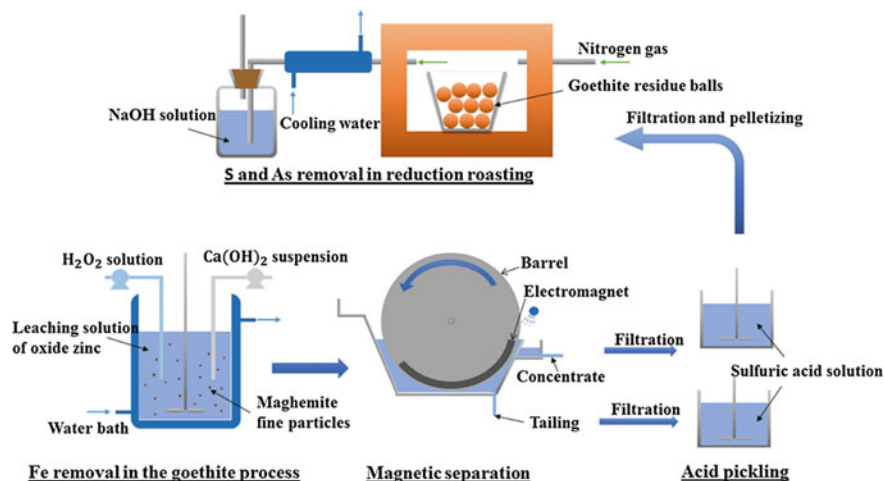 Nitrogen gas
Goethite residue balls
NaOH solution
Cooling water
Filtration and pelletizing
S and As removal in reduction roasting
H₂O₂ solution
Ca(OH)₂ suspension
Barrel
Electromagnet
Leaching solution
of oxide zinc
Filtration
Concentrate
Sulfuric acid solution
Maghemite
fine particles
Filtration
Water bath
Tailing
Fe removal in the goethite process
Magnetic separation
Acid pickling